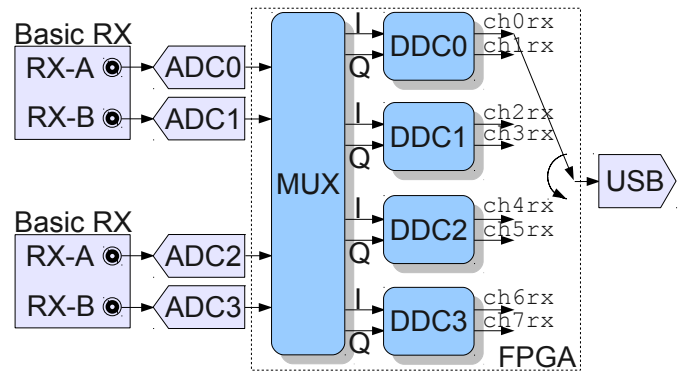 Basic RX
RX-A
RX-B
ADC0
ADC1
Basic RX
RX-A
RX-B
ADC2
ADC3
MUX
I
Q
DDC0
ch0rx
ch1rx
I
Q
DDC1
ch2rx
ch3rx
I
Q
DDC2
ch4rx
ch5rx
I
Q
DDC3
ch6rx
ch7rx
FPGA
USB